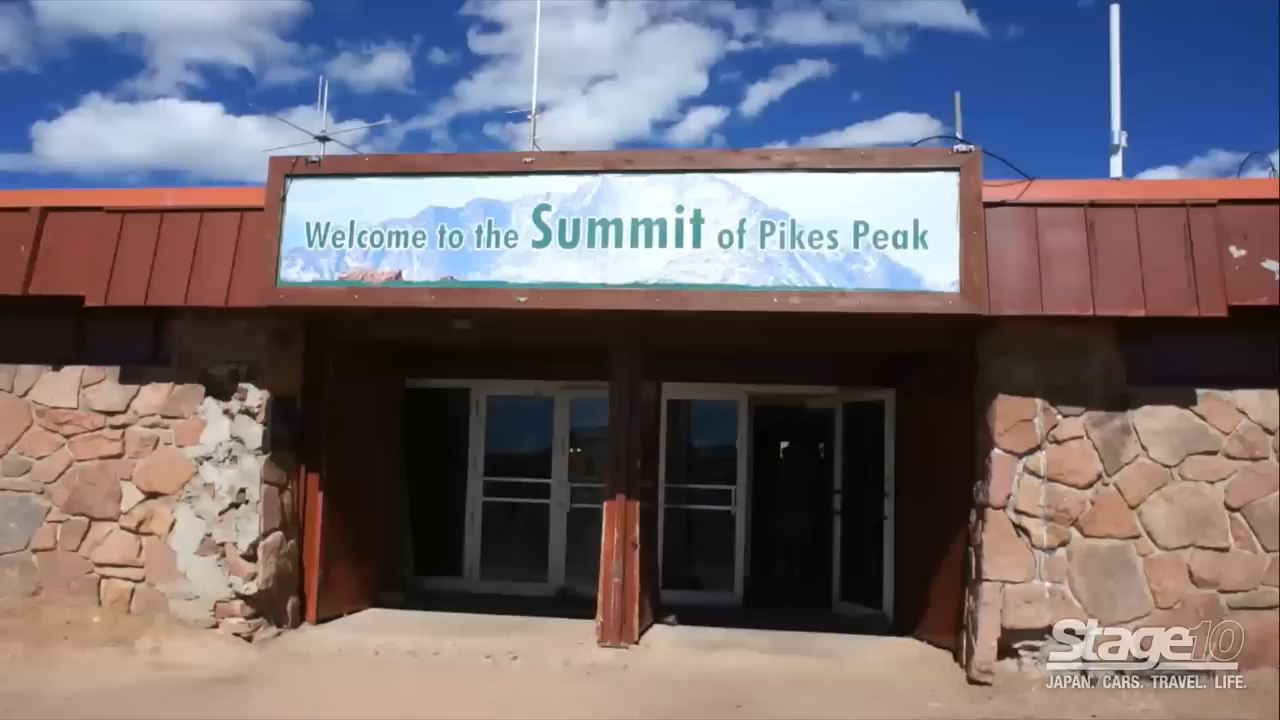 Welcome to the Summit of Pikes Peak
Stage10
JAPAN. CARS. TRAVEL. LIFE.